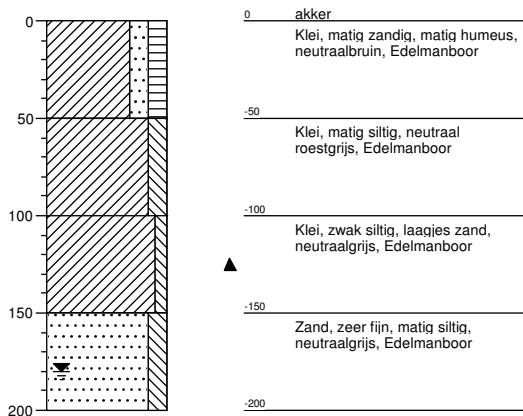 0
50
100
150
200
0 akker
Klei, matig zandig, matig humeus,
neutraalbruin, Edelmanboor
-50
Klei, matig siltig, neutraal
roestgrijs, Edelmanboor
-100
Klei, zwak siltig, laagjes zand,
neutraalgrijs, Edelmanboor
-150
Zand, zeer fijn, matig siltig,
neutraalgrijs, Edelmanboor
-200